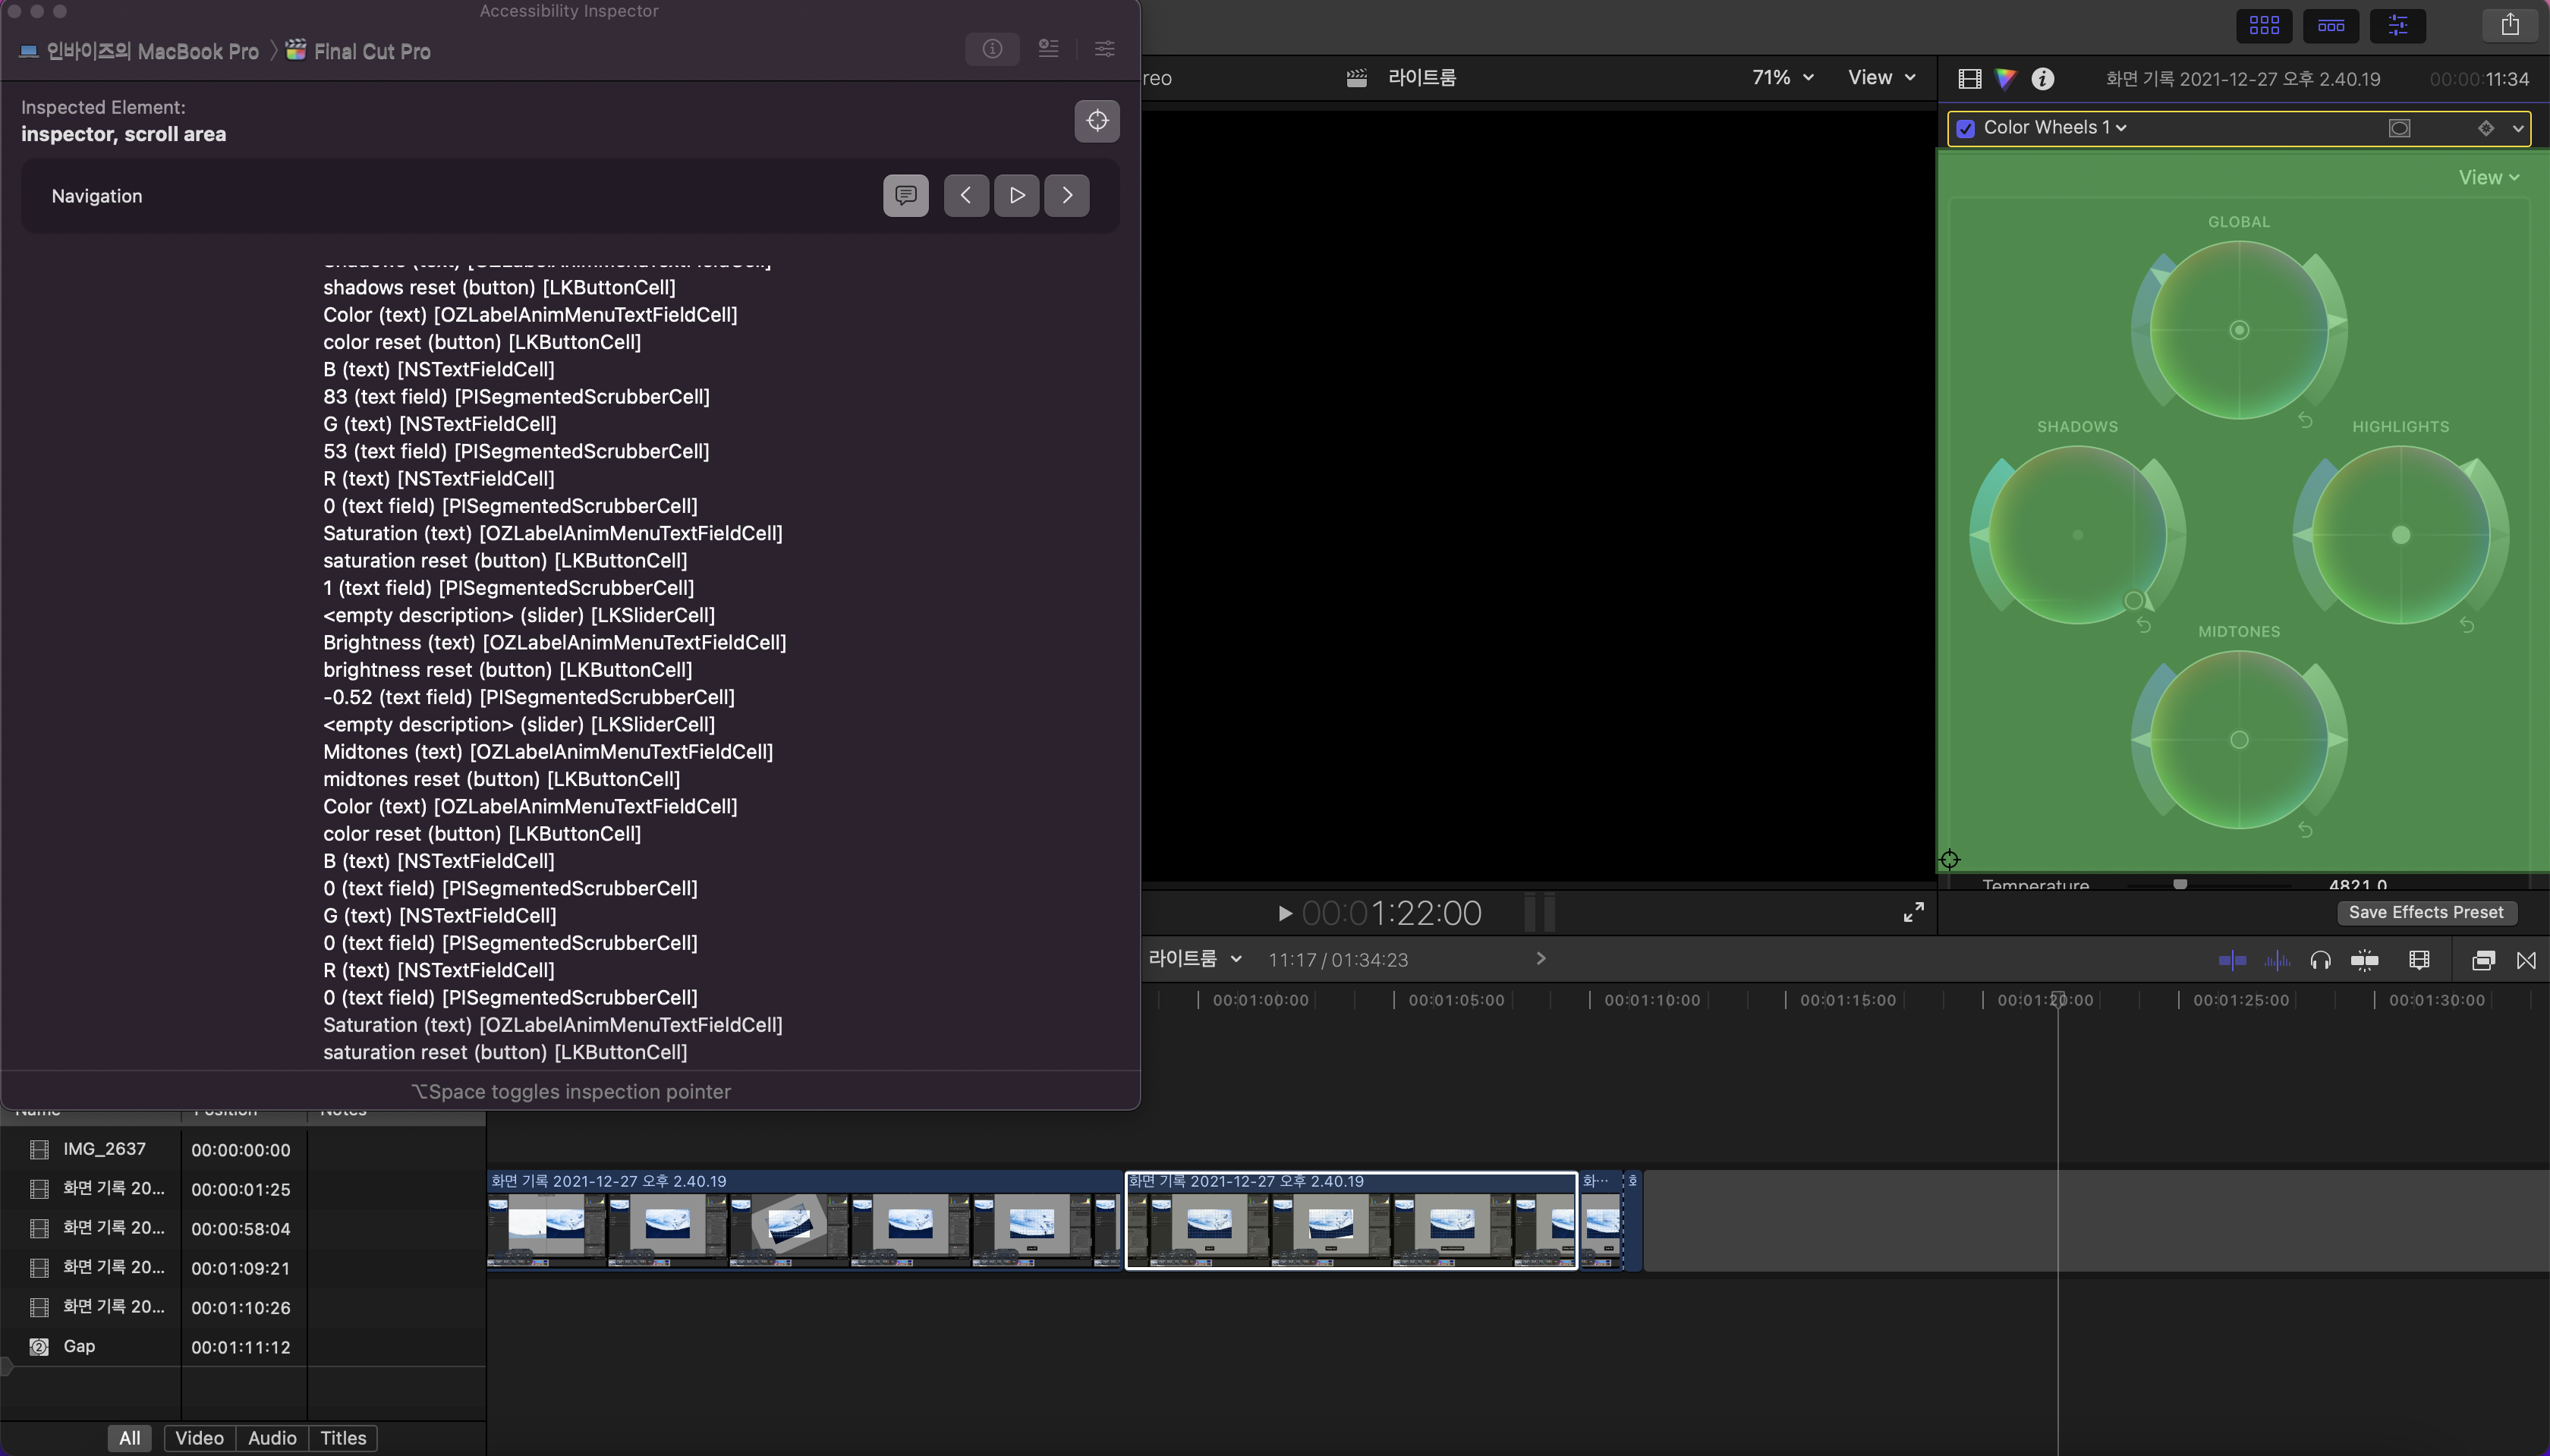 Accessibility Inspector
인바이즈의 MacBook Pro
Final Cut Pro
Inspected Element:
inspector, scroll area
Navigation
shadows reset (button) [LKButtonCell]
Color (text) [OZLabelAnimMenuTextFieldCell]
color reset (button) [LKButtonCell]
B (text) [NSTextFieldCell]
83 (text field) [PISegmentedScrubberCell]
G (text) [NSTextFieldCell]
53 (text field) [PISegmentedScrubberCell]
R (text) [NSTextFieldCell]
0 (text field) [PISegmentedScrubberCell]
Saturation (text) [OZLabelAnimMenuTextFieldCell]
saturation reset (button) [LKButtonCell]
1 (text field) [PISegmentedScrubberCell]
<empty description> (slider) [LKSliderCell]
Brightness (text) [OZLabelAnimMenuTextFieldCell]
brightness reset (button) [LKButtonCell]
-0.52 (text field) [PISegmentedScrubberCell]
<empty description> (slider) [LKSliderCell]
Midtones (text) [OZLabelAnimMenuTextFieldCell]
midtones reset (button) [LKButtonCell]
Color (text) [OZLabelAnimMenuTextFieldCell]
color reset (button) [LKButtonCell]
B (text) [NSTextFieldCell]
0 (text field) [PISegmentedScrubberCell]
G (text) [NSTextFieldCell]
0 (text field) [PISegmentedScrubberCell]
R (text) [NSTextFieldCell]
0 (text field) [PISegmentedScrubberCell]
Saturation (text) [OZLabelAnimMenuTextFieldCell]
saturation reset (button) [LKButtonCell]
⌥Space toggles inspection pointer
reo
라이트룸
71%
View
화면 기록 2021-12-27 오후 2.40.19
00:00:11:34
Color Wheels 1
View
GLOBAL
SHADOWS
HIGHLIGHTS
MIDTONES
Temperature
4821.0
Save Effects Preset
00:01:22:00
라이트룸
11:17 / 01:34:23
00:01:00:00
00:01:05:00
00:01:10:00
00:01:15:00
00:01:20:00
00:01:25:00
00:01:30:00
Name Position Notes
IMG_2637 00:00:00:00
화면 기록 20... 00:00:01:25
화면 기록 20... 00:00:58:04
화면 기록 20... 00:01:09:21
화면 기록 20... 00:01:10:26
Gap 00:01:11:12
All Video Audio Titles
화면 기록 2021-12-27 오후 2.40.19
화면 기록 2021-12-27 오후 2.40.19
화...